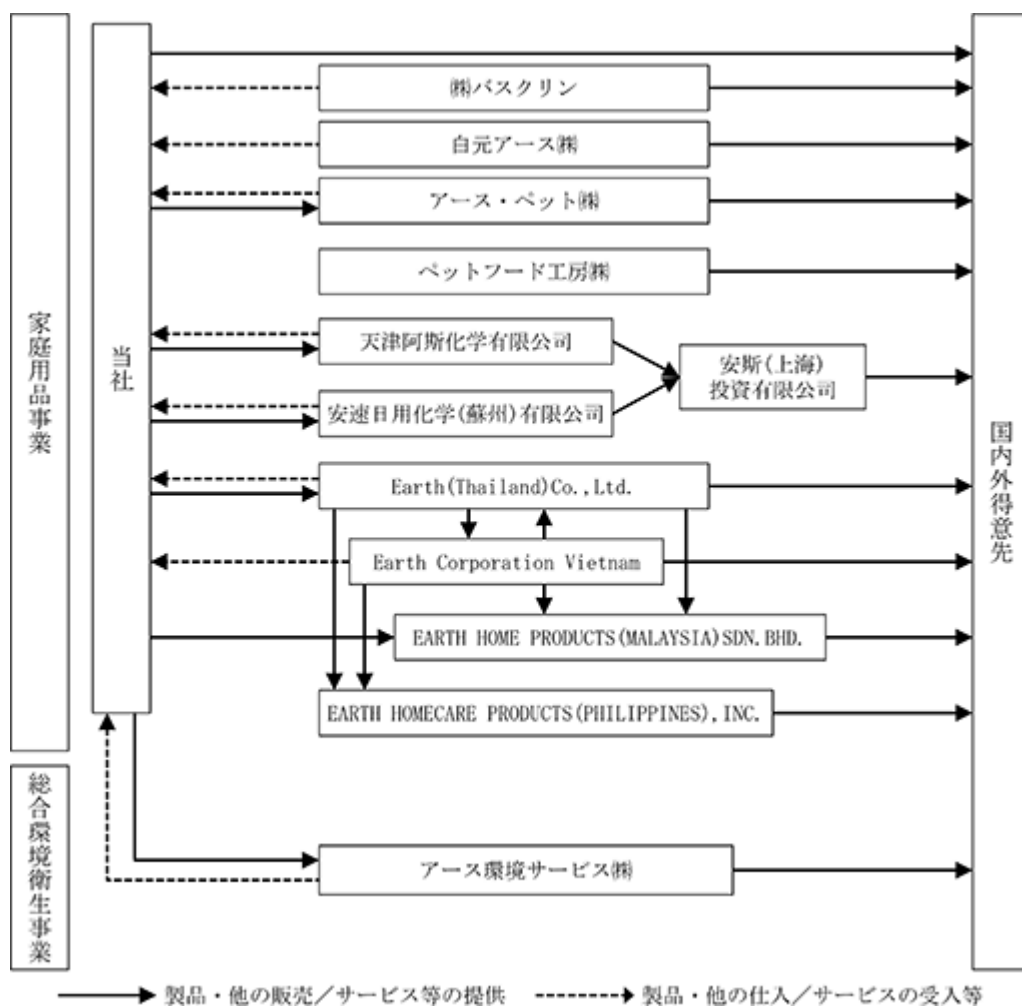 家庭用品事業
総合環境衛生事業
当社
㈱バスクリン
白元アース㈱
アース・ペット㈱
ペットフード工房㈱
天津阿斯化学有限公司
安速日用化学(蘇州)有限公司
安斯(上海)
投資有限公司
Earth(Thailand)Co.,Ltd.
Earth Corporation Vietnam
EARTH HOME PRODUCTS(MALAYSIA)SDN.BHD.
EARTH HOMECARE PRODUCTS(PHILIPPINES),INC.
アース環境サービス㈱
国内外得意先
製品・他の販売／サービス等の提供
製品・他の仕入／サービスの受入等